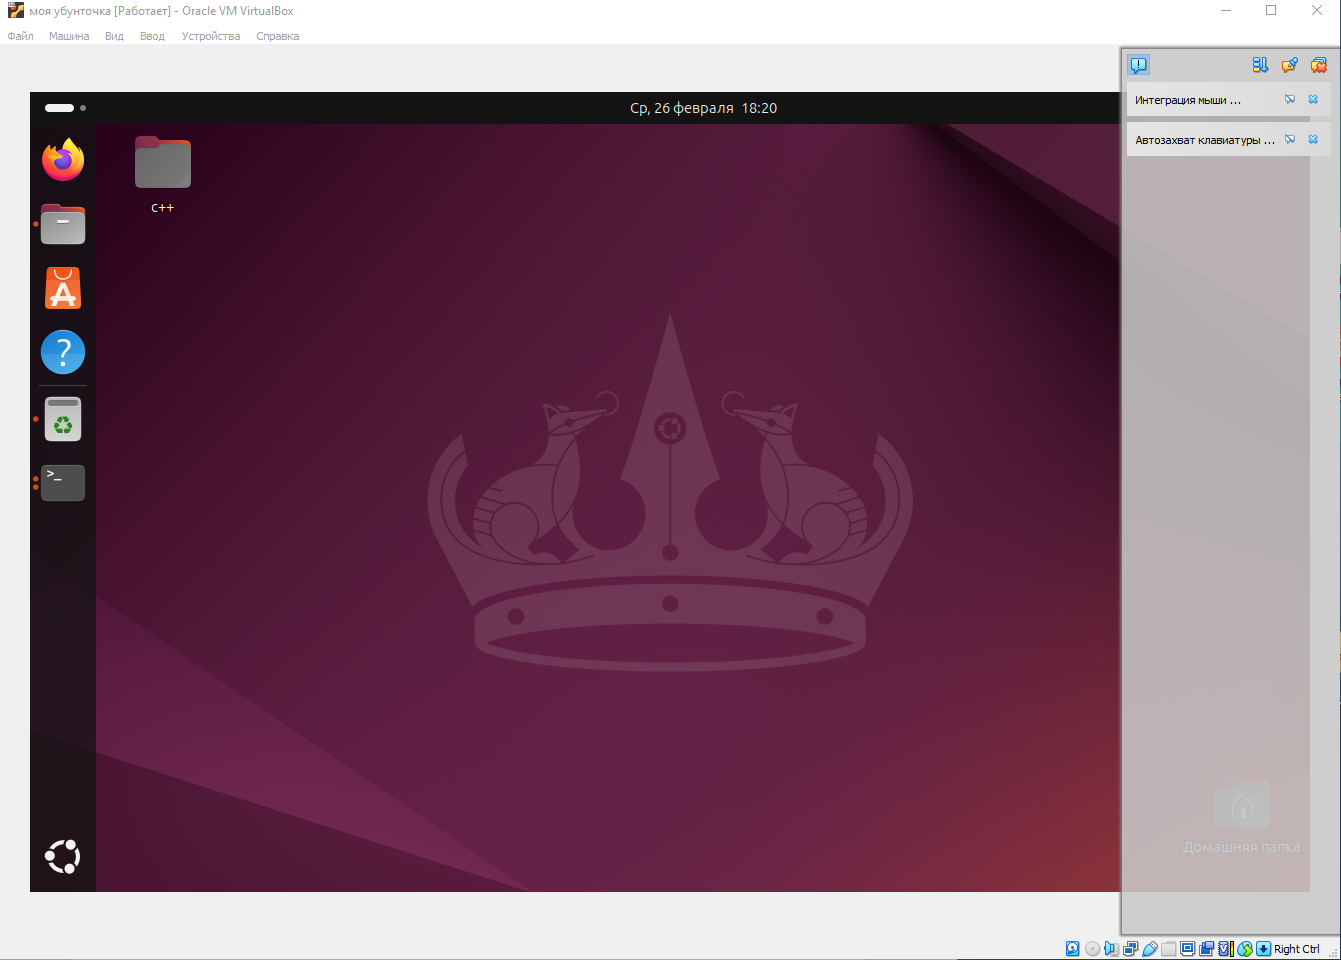 моя убунточка [Работает] - Oracle VM VirtualBox
Файл Машина Вид Ввод Устройства Справка
Ср, 26 февраля 18:20
Интеграция мыши ...
Автозахват клавиатуры ...
c++
Домашняя папка
Right Ctrl